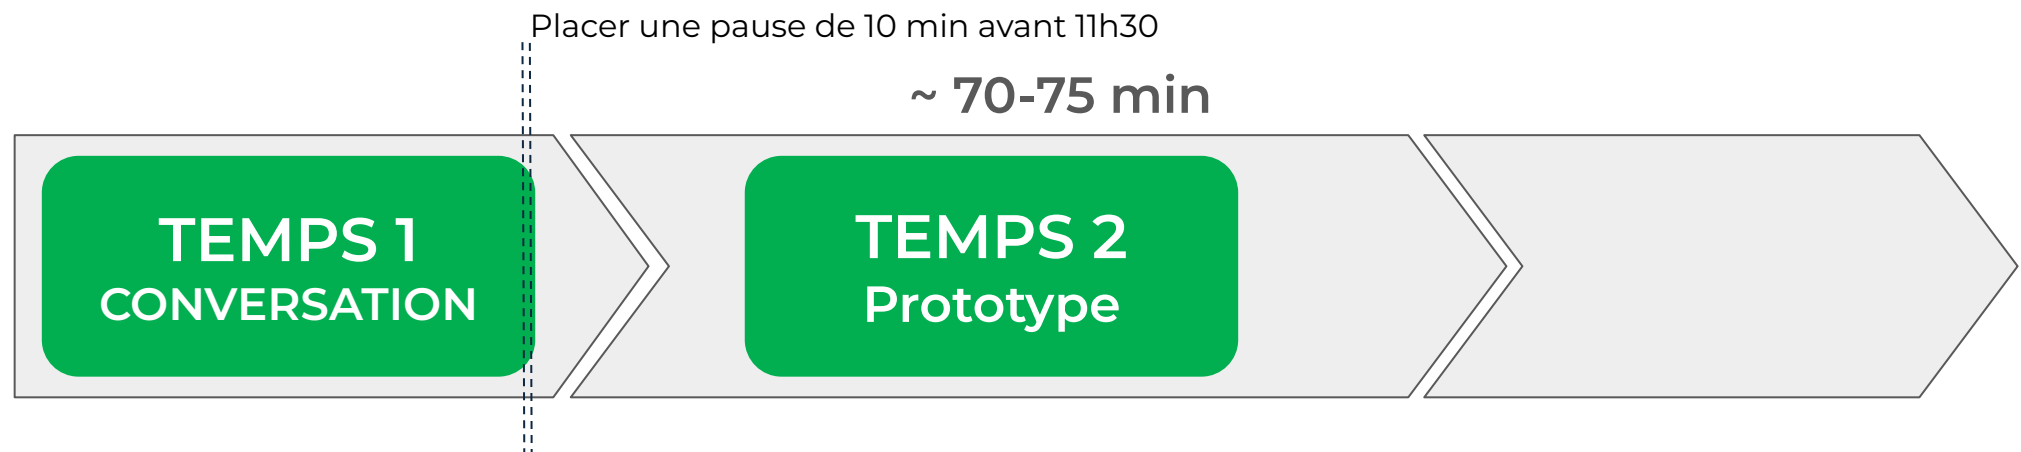 Placer une pause de 10 min avant 11h30
~ 70-75 min
TEMPS 1
CONVERSATION
TEMPS 2
Prototype